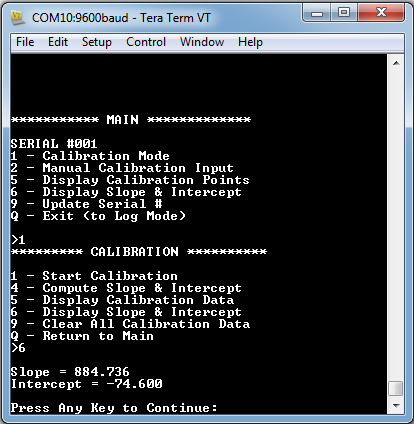 COM10:9600baud - Tera Term VT
File Edit Setup Control Window Help
*********** MAIN *************
SERIAL #001
1 - Calibration Mode
2 - Manual Calibration Input
5 - Display Calibration Points
6 - Display Slope & Intercept
9 - Update Serial #
Q - Exit (to Log Mode)
>1
********* CALIBRATION **********
1 - Start Calibration
4 - Compute Slope & Intercept
5 - Display Calibration Data
6 - Display Slope & Intercept
9 - Clear All Calibration Data
Q - Return to Main
>6
Slope = 884.736
Intercept = -74.600
Press Any Key to Continue: